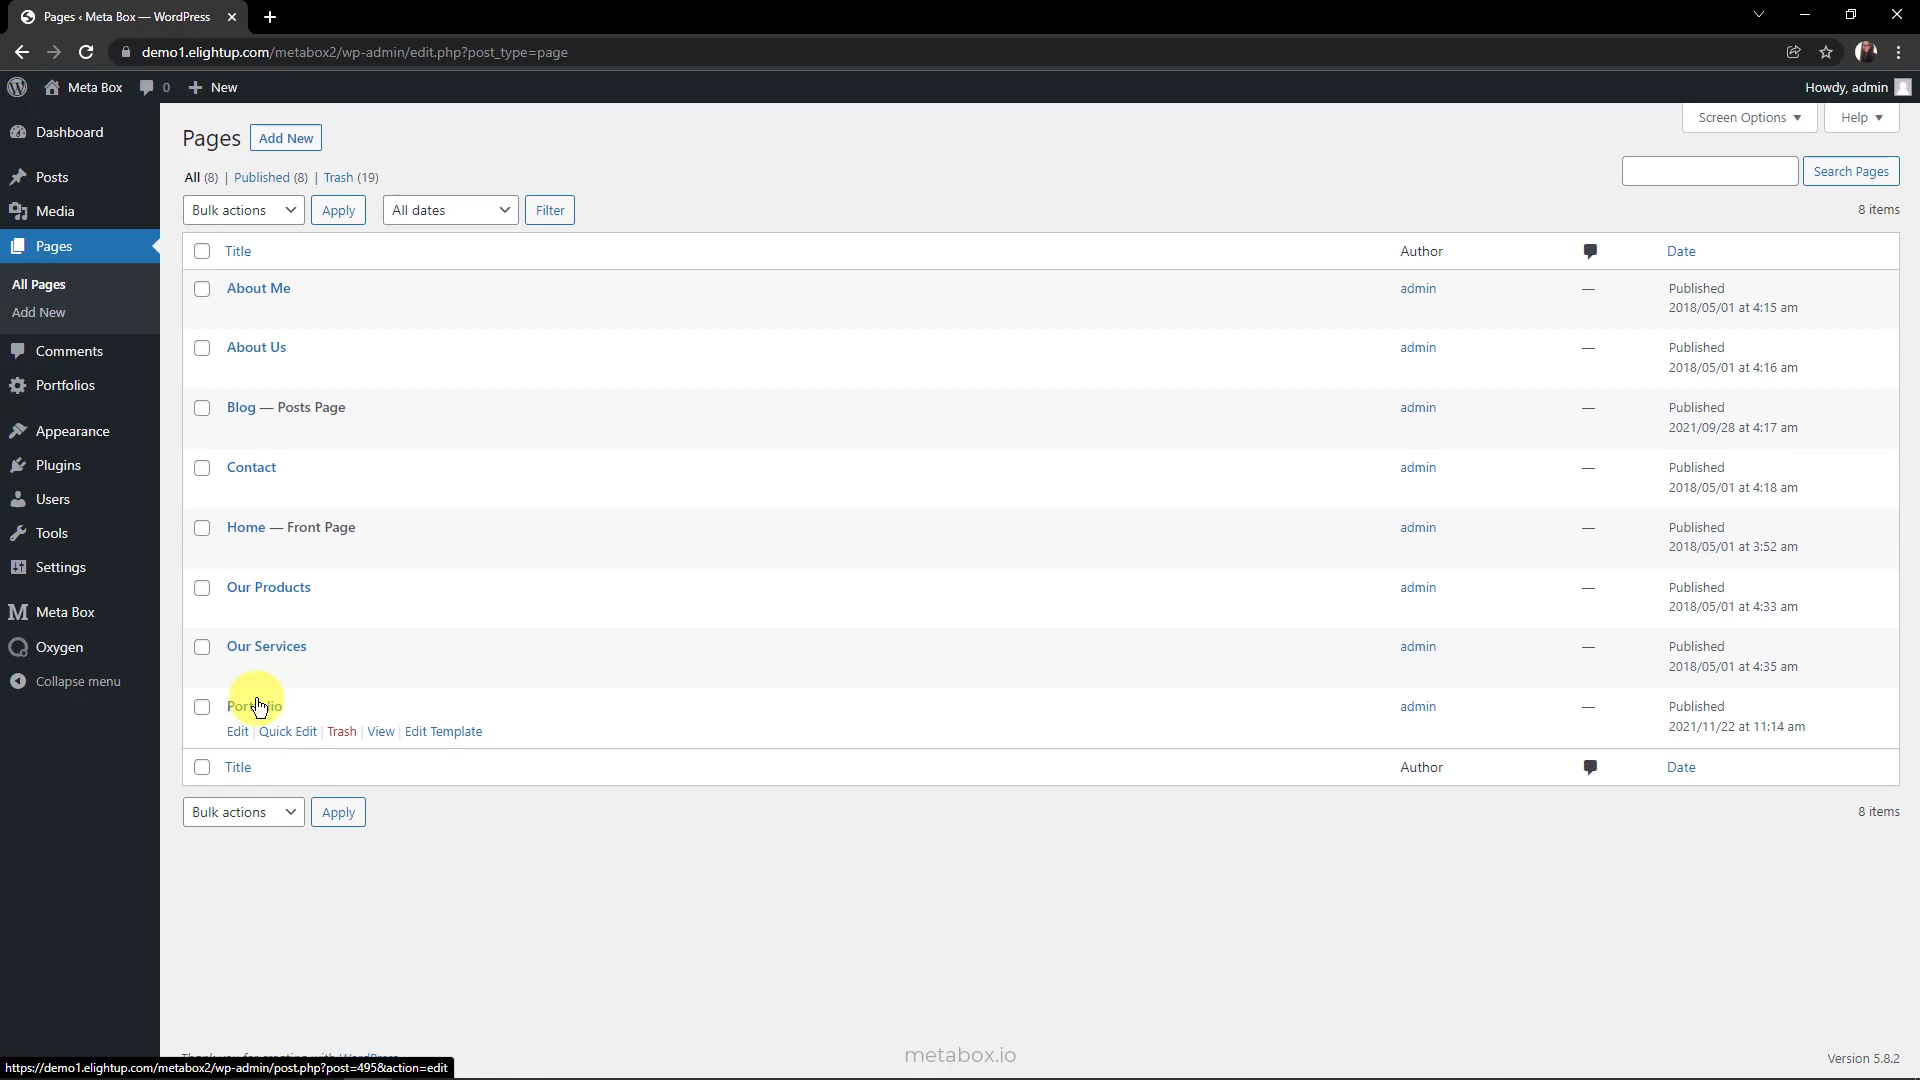 Pages ‹ Meta Box — WordPress
demo1.elightup.com/metabox2/wp-admin/edit.php?post_type=page
Meta Box 0 New Howdy, admin
Screen Options Help
Dashboard
Posts
Media
Pages
All Pages
Add New
Comments
Portfolios
Appearance
Plugins
Users
Tools
Settings
Meta Box
Oxygen
Collapse menu
Pages Add New
All (8) | Published (8) | Trash (19)
Search Pages
Bulk actions Apply All dates Filter 8 items
Title Author Date
About Me admin — Published
2018/05/01 at 4:15 am
About Us admin — Published
2018/05/01 at 4:16 am
Blog — Posts Page admin — Published
2021/09/28 at 4:17 am
Contact admin — Published
2018/05/01 at 4:18 am
Home — Front Page admin — Published
2018/05/01 at 3:52 am
Our Products admin — Published
2018/05/01 at 4:33 am
Our Services admin — Published
2018/05/01 at 4:35 am
Portfolio admin — Published
2021/11/22 at 11:14 am
Edit | Quick Edit | Trash | View | Edit Template
Title Author Date
Bulk actions Apply 8 items
Thank you for creating with WordPress.
metabox.io
Version 5.8.2
https://demo1.elightup.com/metabox2/wp-admin/post.php?post=495&action=edit